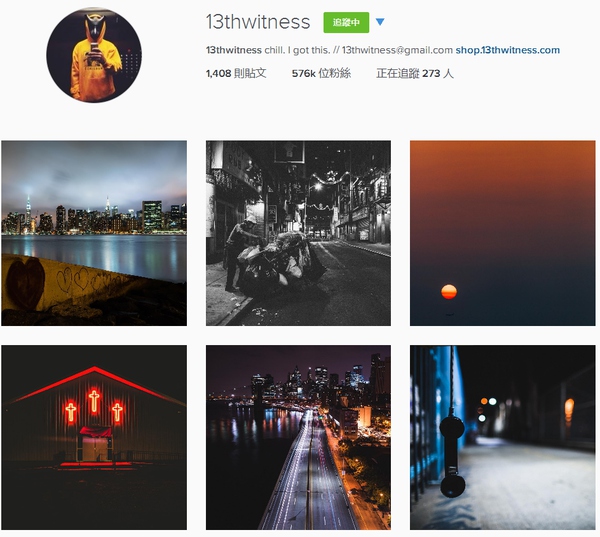 13thwitness 追蹤中
13thwitness chill. I got this. // 13thwitness@gmail.com shop.13thwitness.com
1,408 則貼文 576k 位粉絲 正在追蹤 273 人